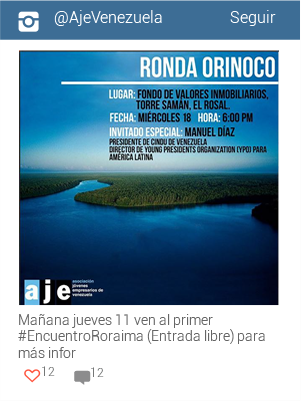 @AjeVenezuela
Seguir
RONDA ORINOCO
LUGAR: FONDO DE VALORES INMOBILIARIOS,
TORRE SAMÁN, EL ROSAL.
FECHA: MIÉRCOLES 18 HORA: 6:00 PM
INVITADO ESPECIAL: MANUEL DÍAZ
PRESIDENTE DE CINDU DE VENEZUELA
DIRECTOR DE YOUNG PRESIDENTS ORGANIZATION (YPO) PARA
AMÉRICA LATINA
aje
asociación
jóvenes
empresarios de
venezuela
Mañana jueves 11 ven al primer
#EncuentroRoraima (Entrada libre) para
más infor
12
12